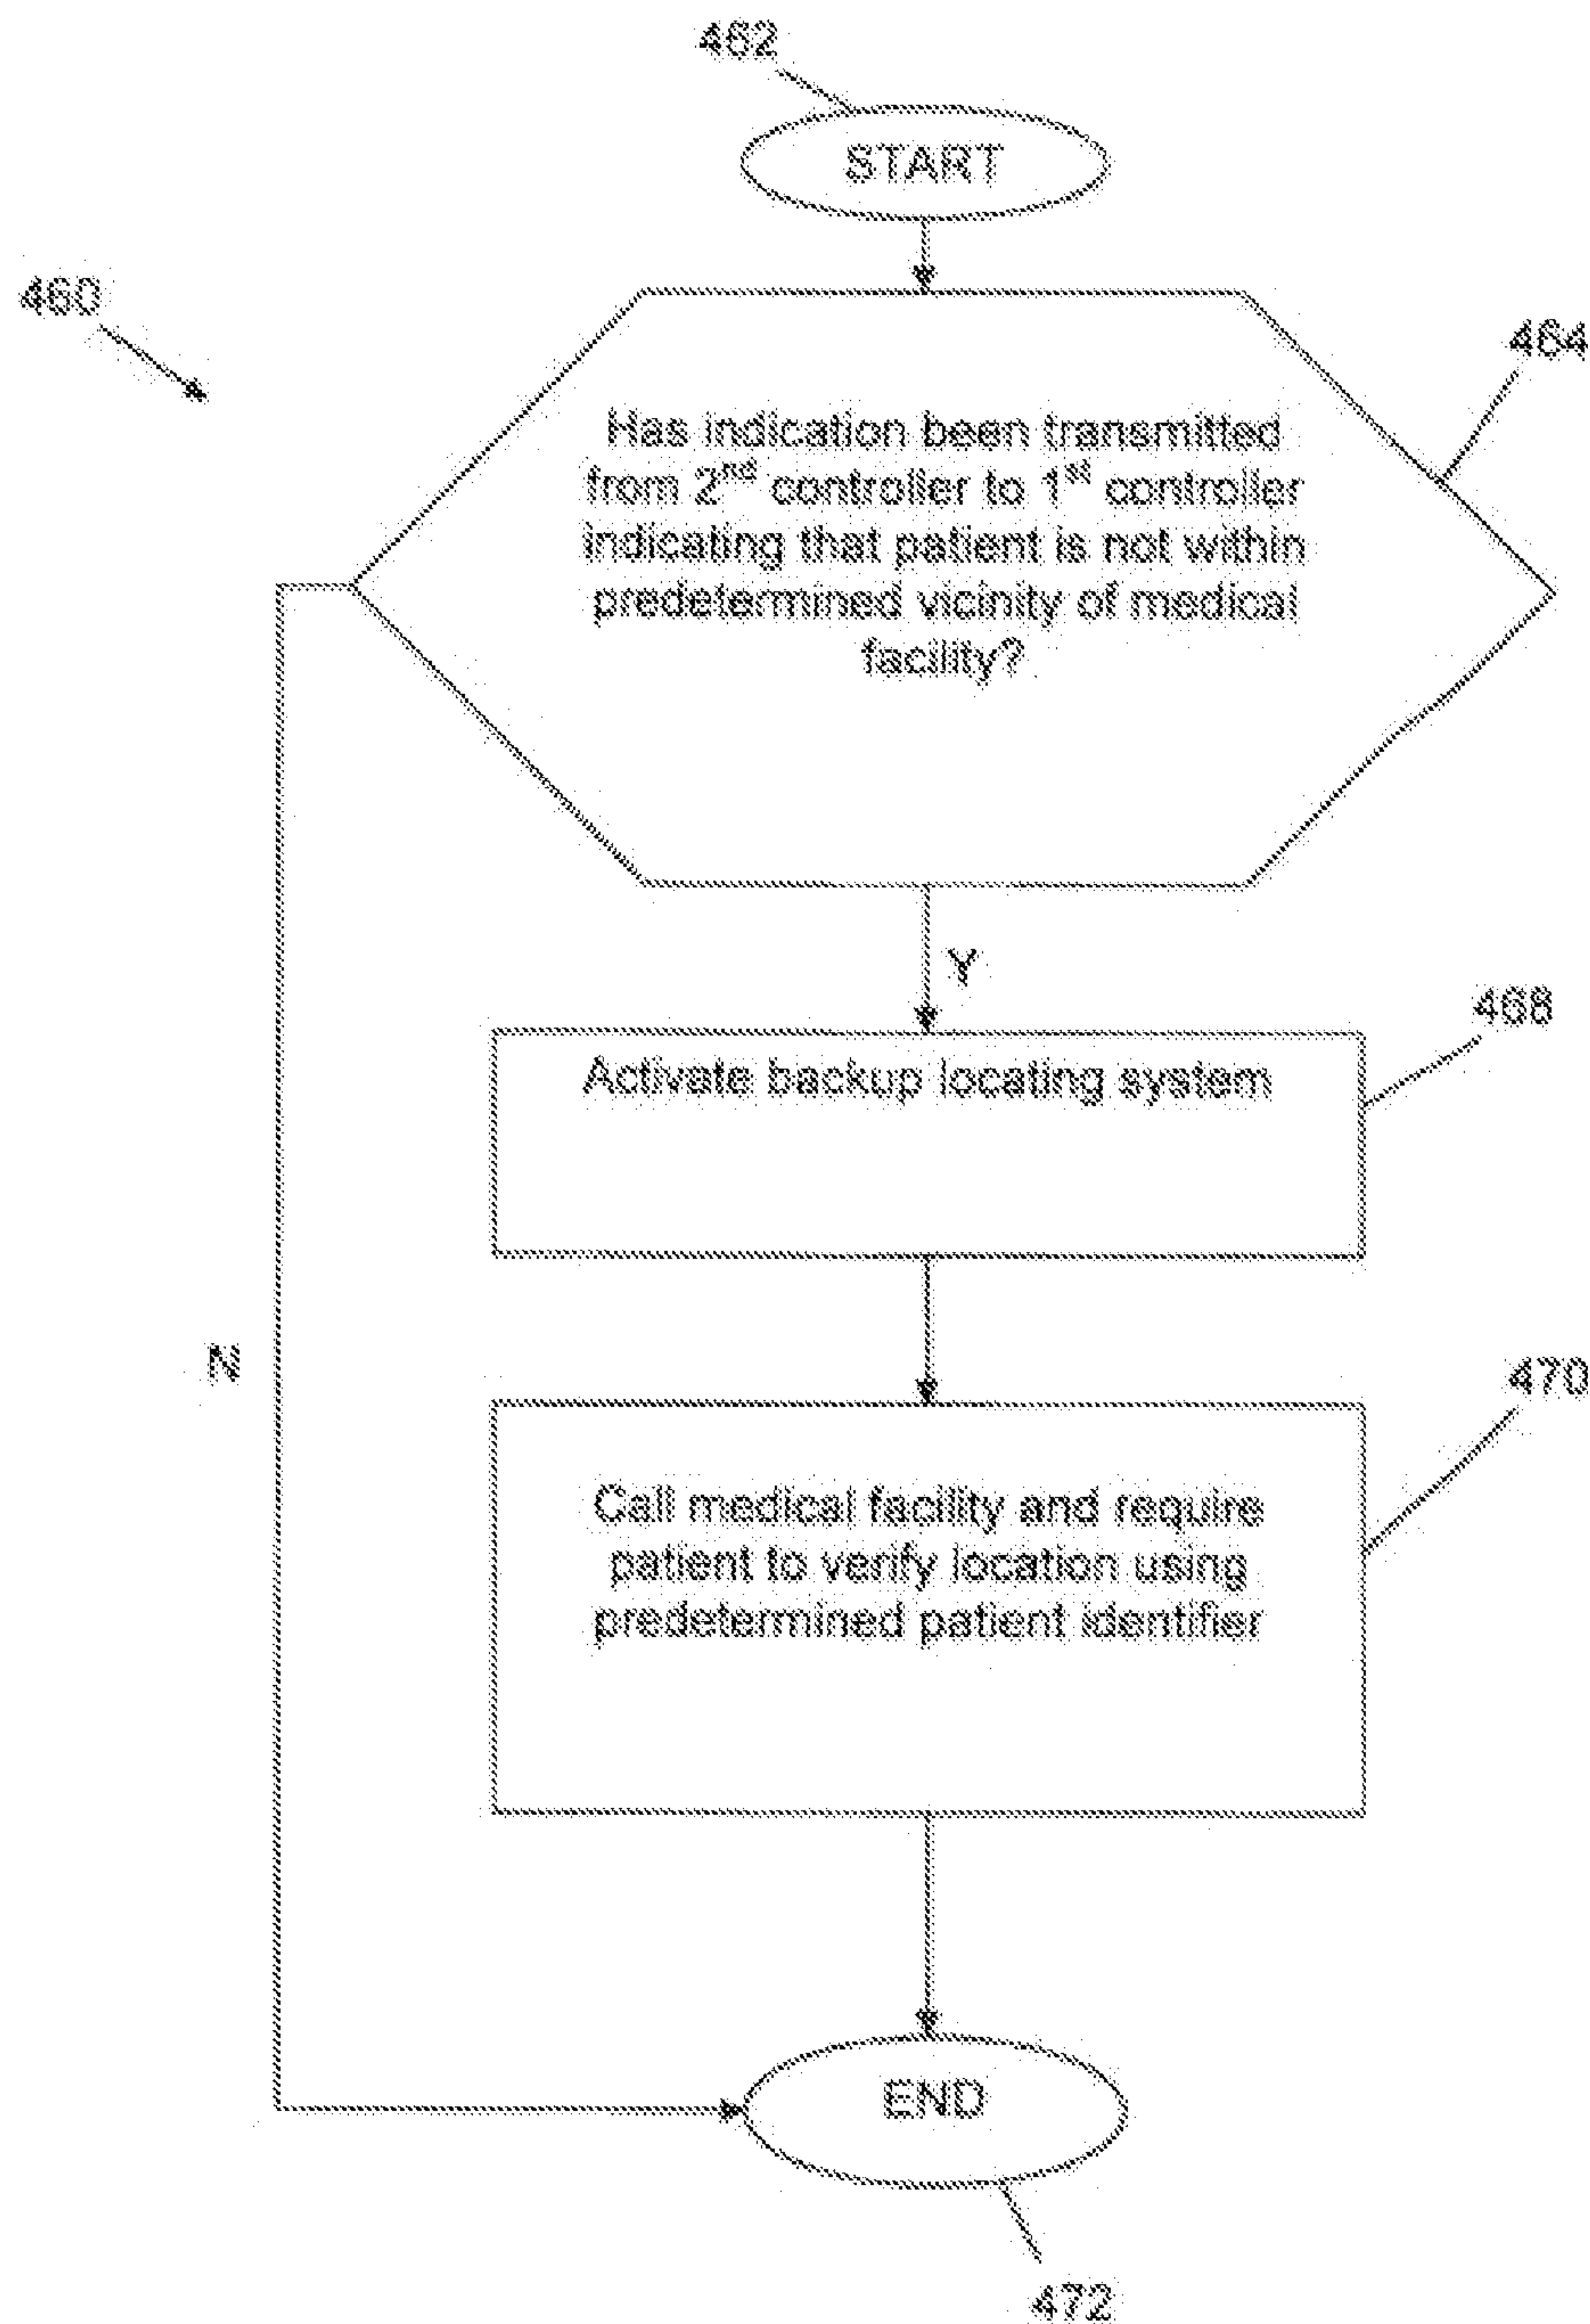 462
START
460
464
Has indication been transmitted
from 2nd controller to 1st controller
indicating that patient is not within
predetermined vicinity of medical
facility?
Y
468
Activate backup locating system
N
470
Call medical facility and require
patient to verify location using
predetermined patient identifier
END
472